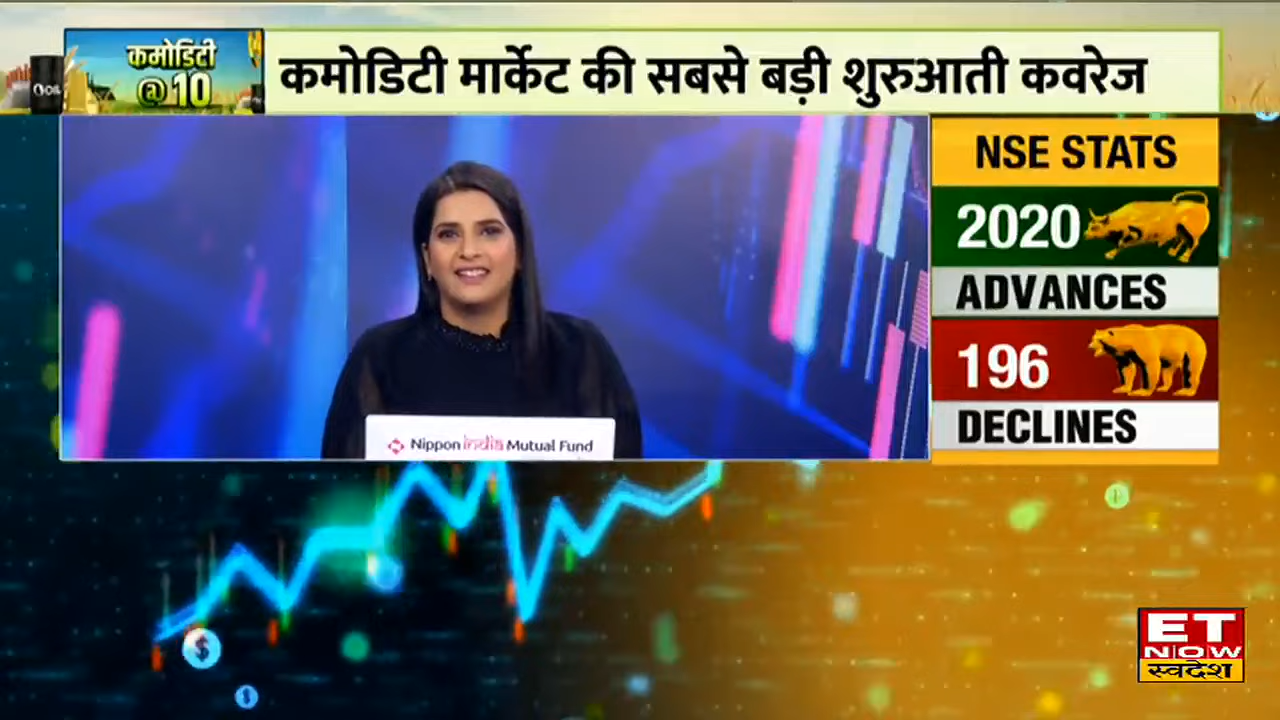 कमोडिटी
@10
कमोडिटी मार्केट की सबसे बड़ी शुरुआती कवरेज
OIL
NSE STATS
2020
ADVANCES
196
DECLINES
Nippon india Mutual Fund
$
ET
NOW
स्वदेश